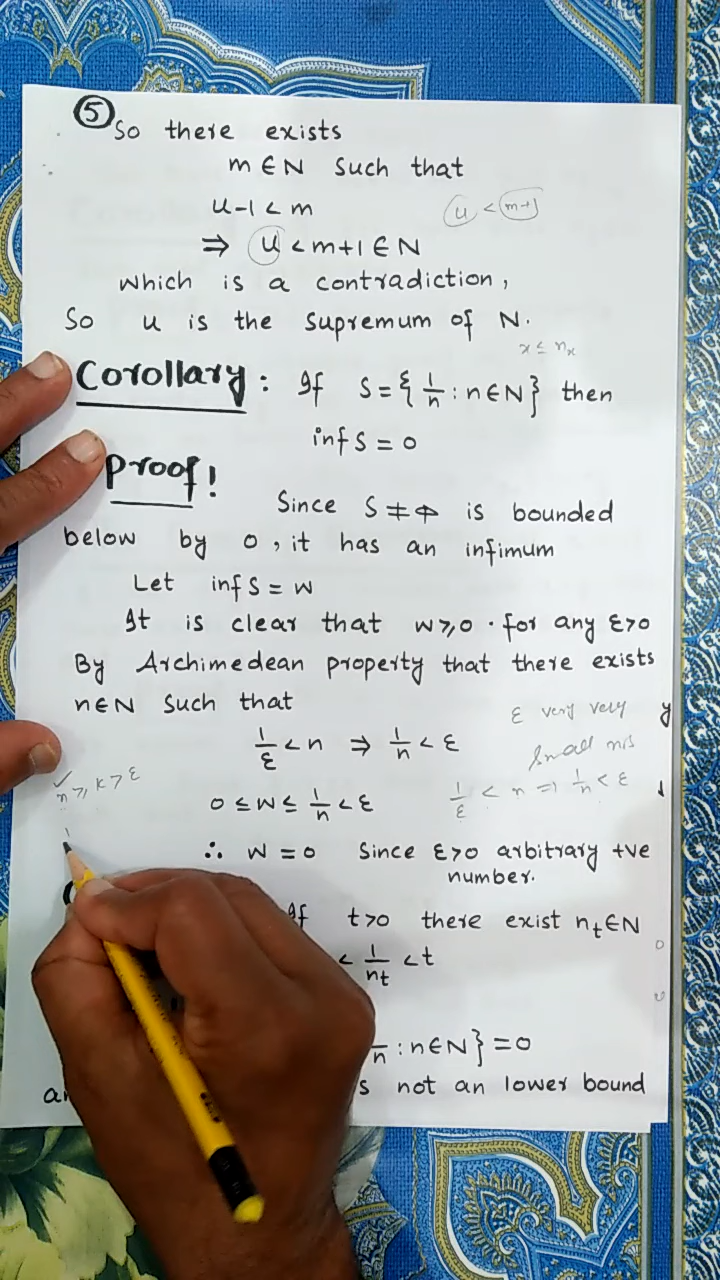 ⑤ So there exists
m ∈ N such that
u-1 < m
u < m+1
⇒ u < m+1 ∈ N
which is a contradiction,
So u is the supremum of N.
x ≤ nₓ
Corollary : If S = { 1/n : n ∈ N } then
inf S = 0
Proof!
Since S ≠ Φ is bounded
below by 0, it has an infimum
Let inf S = w
It is clear that w ≥ 0. for any ε>0
By Archimedean property that there exists
n ∈ N such that
ε very very
y
1/ε < n ⇒ 1/n < ε
small
n ≥ k > ε
1/ε < n ⇒ 1/n < ε
0 ≤ w ≤ 1/n < ε
∴ w = 0 Since ε>0 arbitrary +ve
number.
If t>0 there exist nₜ ∈ N
< 1/nₜ < t
n : n ∈ N } = 0
s not an lower bound